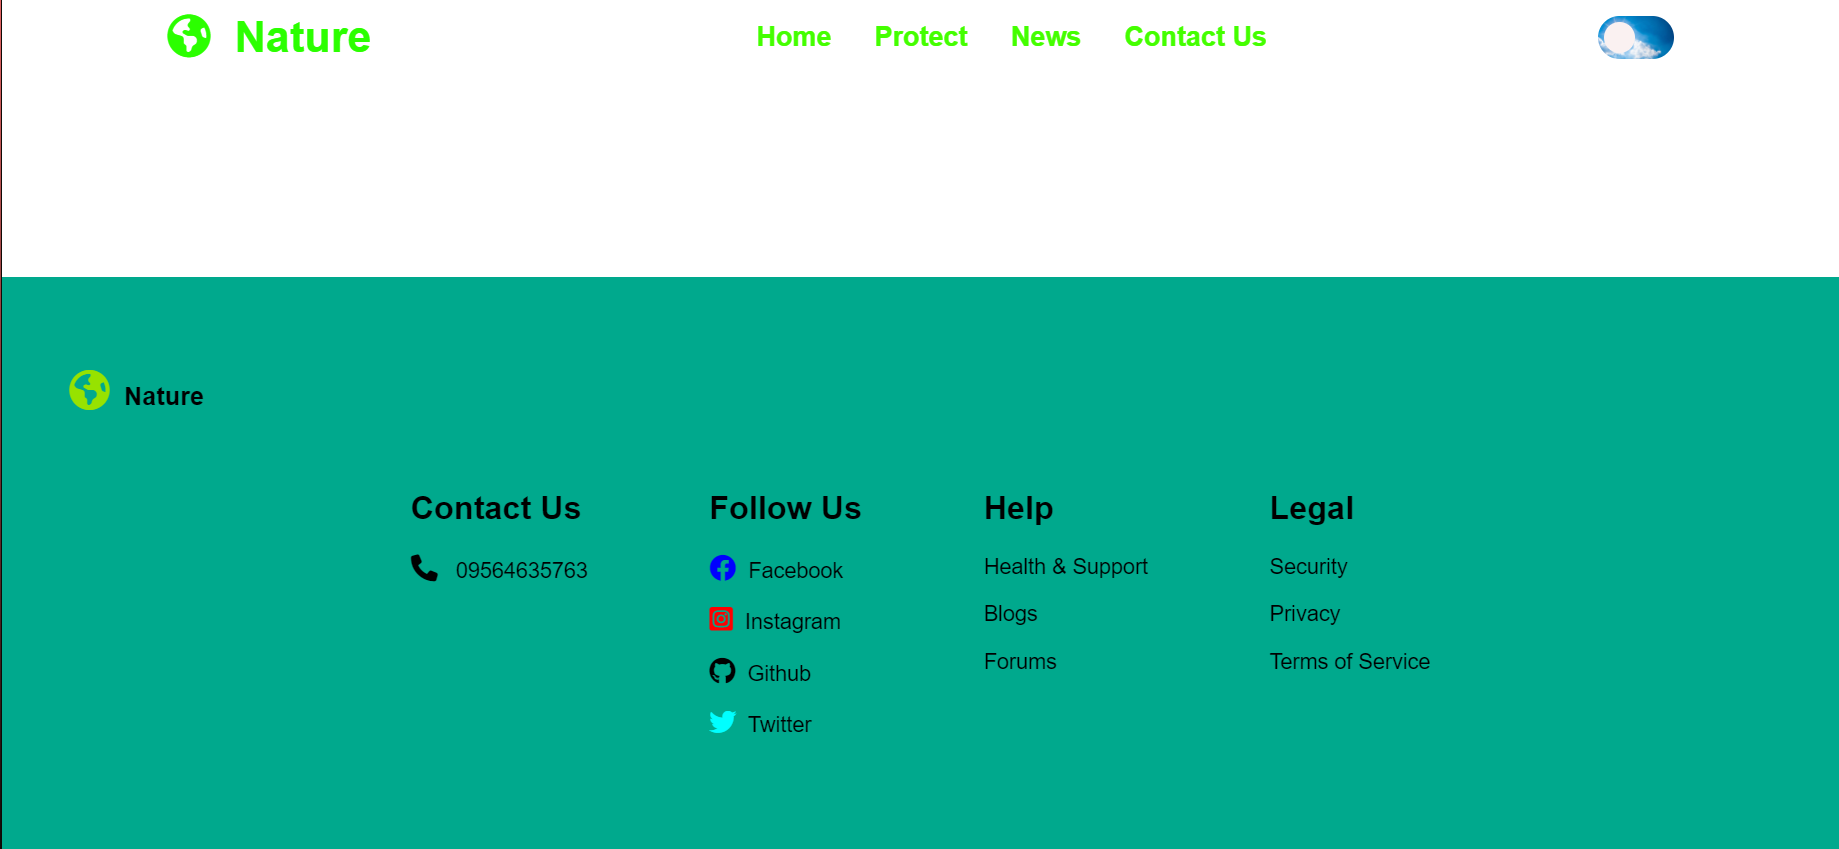 Nature
Home Protect News Contact Us
Nature
Contact Us
09564635763
Follow Us
Facebook
Instagram
Github
Twitter
Help
Health & Support
Blogs
Forums
Legal
Security
Privacy
Terms of Service